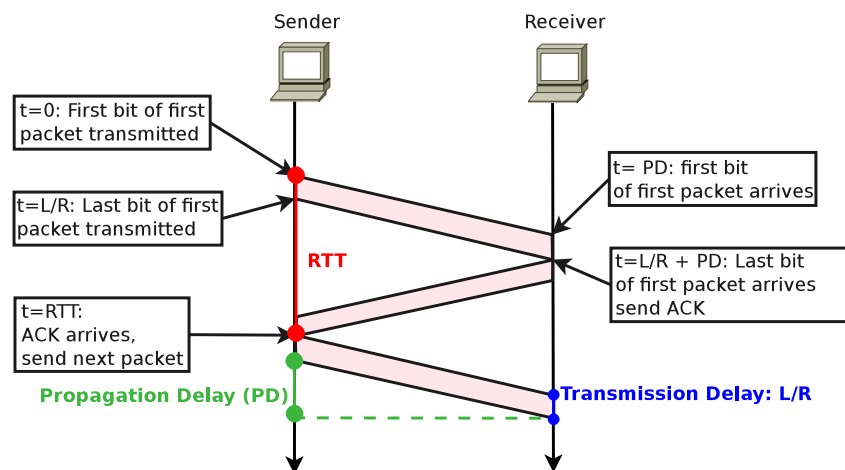 Sender
Receiver
t=0: First bit of first
packet transmitted
t= PD: first bit
of first packet arrives
t=L/R: Last bit of first
packet transmitted
RTT
t=L/R + PD: Last bit
of first packet arrives
send ACK
t=RTT:
ACK arrives,
send next packet
Propagation Delay (PD)
Transmission Delay: L/R